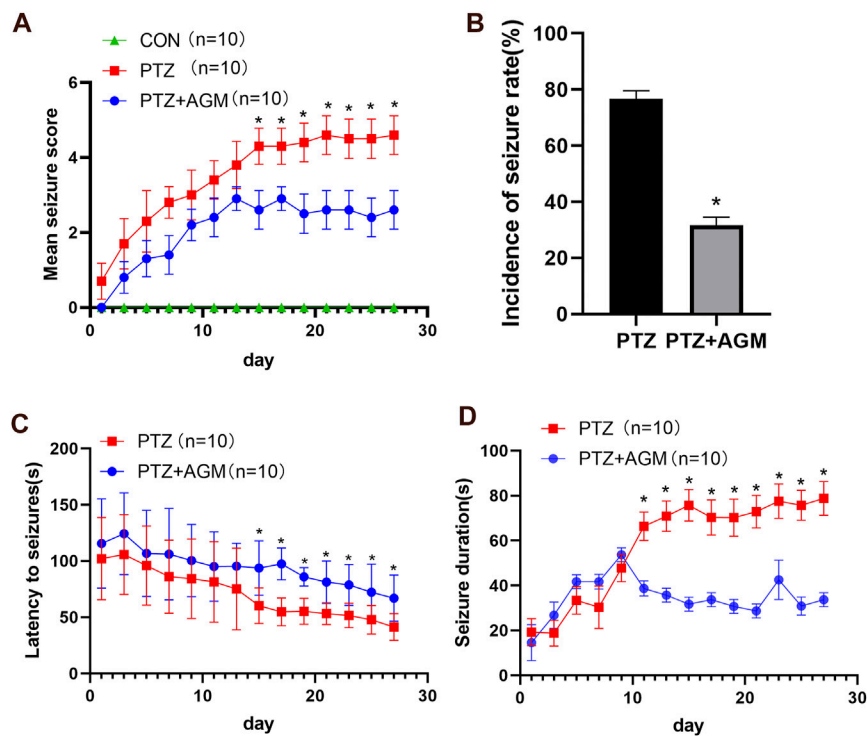 A
CON (n=10)
PTZ (n=10)
PTZ+AGM (n=10)
Mean seizure score
6
4
2
0
* * * * * * *
0 10 20 30
day
B
Incidence of seizure rate(%)
100
80
60
40
20
0
*
PTZ PTZ+AGM
C
PTZ (n=10)
PTZ+AGM (n=10)
Latency to seizures(s)
200
150
100
50
0
* * * * * * *
0 10 20 30
day
D
PTZ (n=10)
PTZ+AGM (n=10)
Seizure duration(s)
100
80
60
40
20
0
* * * * * * * * *
0 10 20 30
day